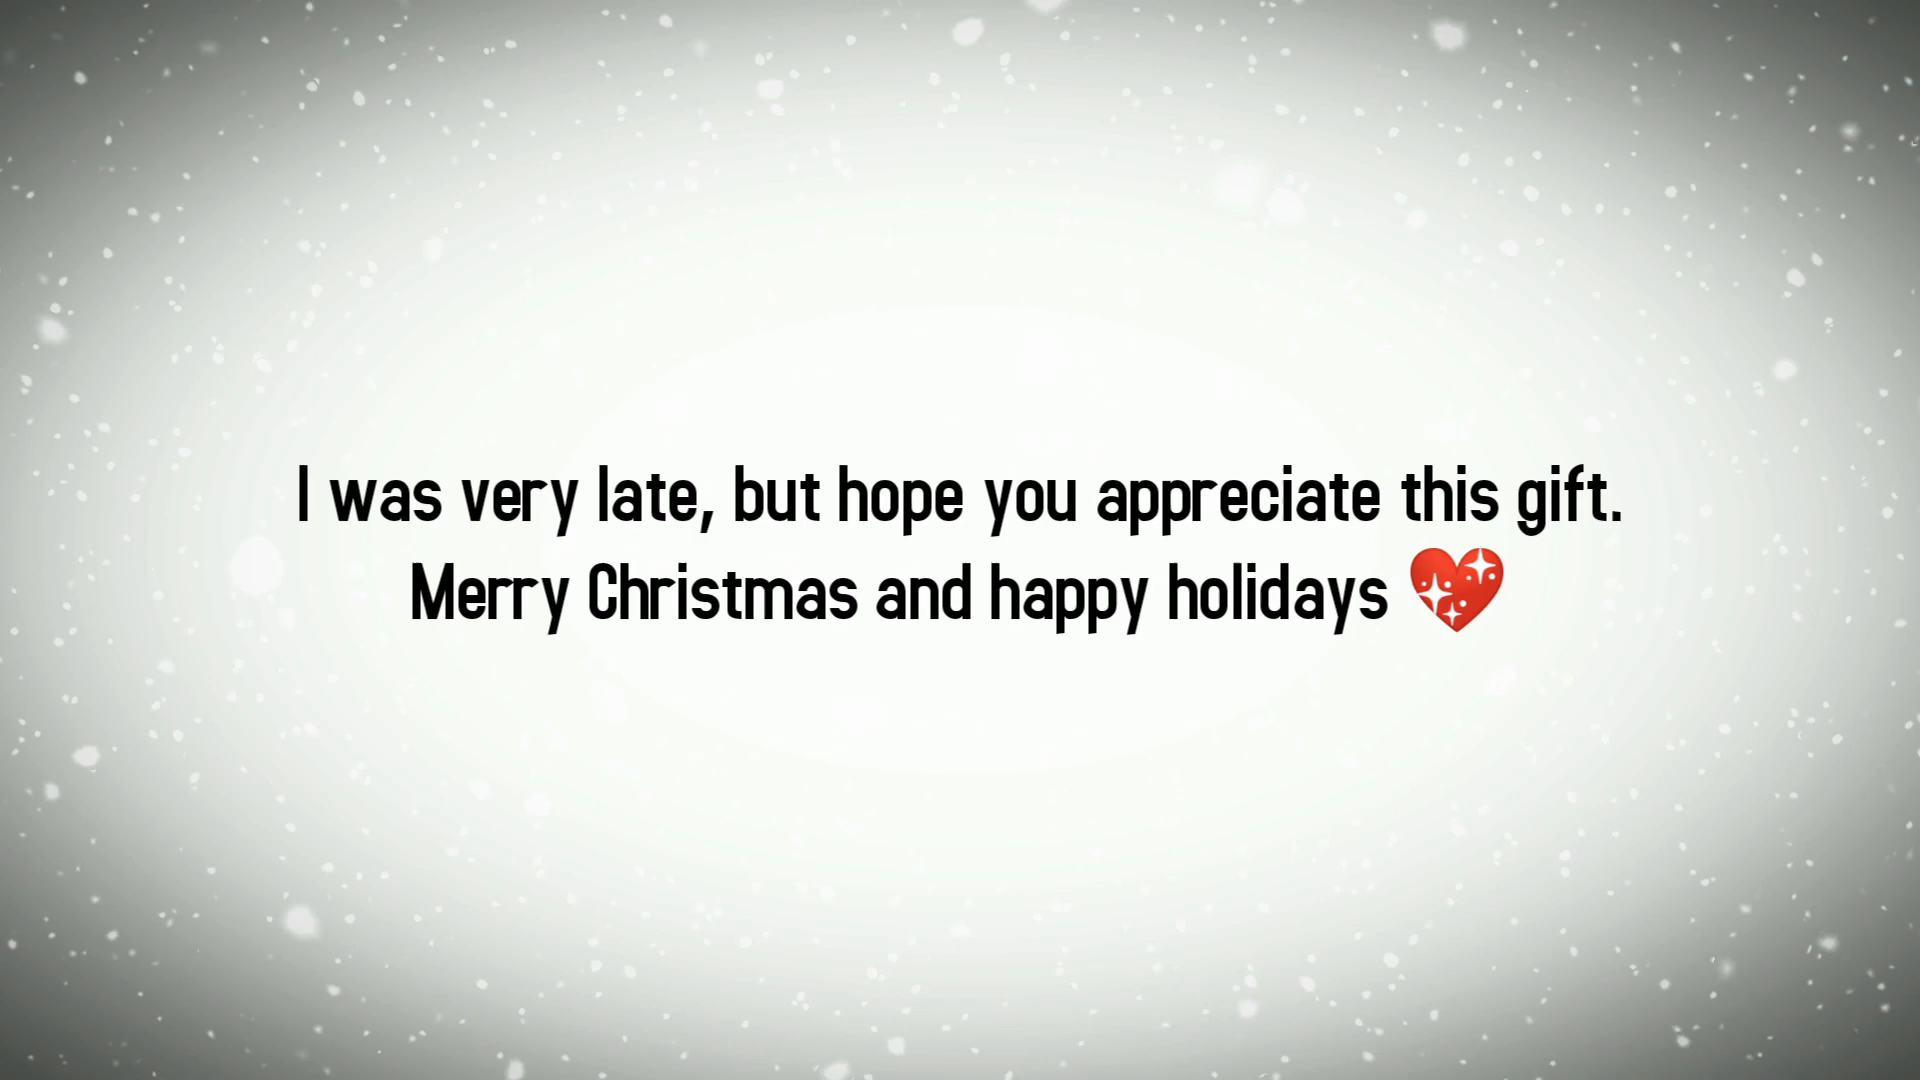 I was very late, but hope you appreciate this gift.
Merry Christmas and happy holidays 💖